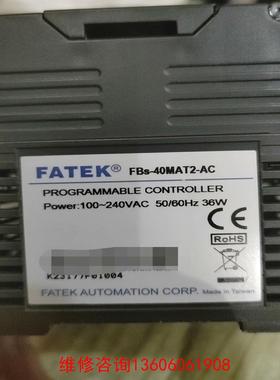 FATEK® FBs-40MAT2-AC
PROGRAMMABLE CONTROLLER
Power:100~240VAC 50/60Hz 36W
CE
RoHS
FATEK AUTOMATION CORP. Made in Taiwan
维修咨询13606061908